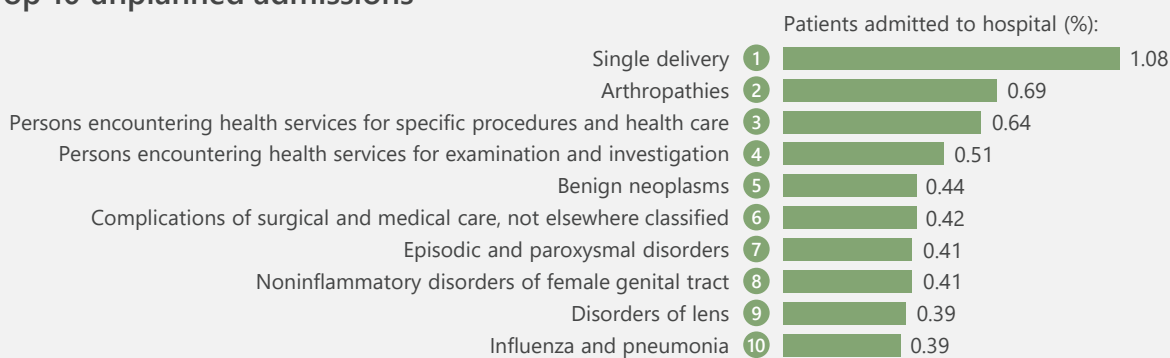 op 10 unplanned admissions
Patients admitted to hospital (%):
Single delivery 1 1.08
Arthropathies 2 0.69
Persons encountering health services for specific procedures and health care 3 0.64
Persons encountering health services for examination and investigation 4 0.51
Benign neoplasms 5 0.44
Complications of surgical and medical care, not elsewhere classified 6 0.42
Episodic and paroxysmal disorders 7 0.41
Noninflammatory disorders of female genital tract 8 0.41
Disorders of lens 9 0.39
Influenza and pneumonia 10 0.39